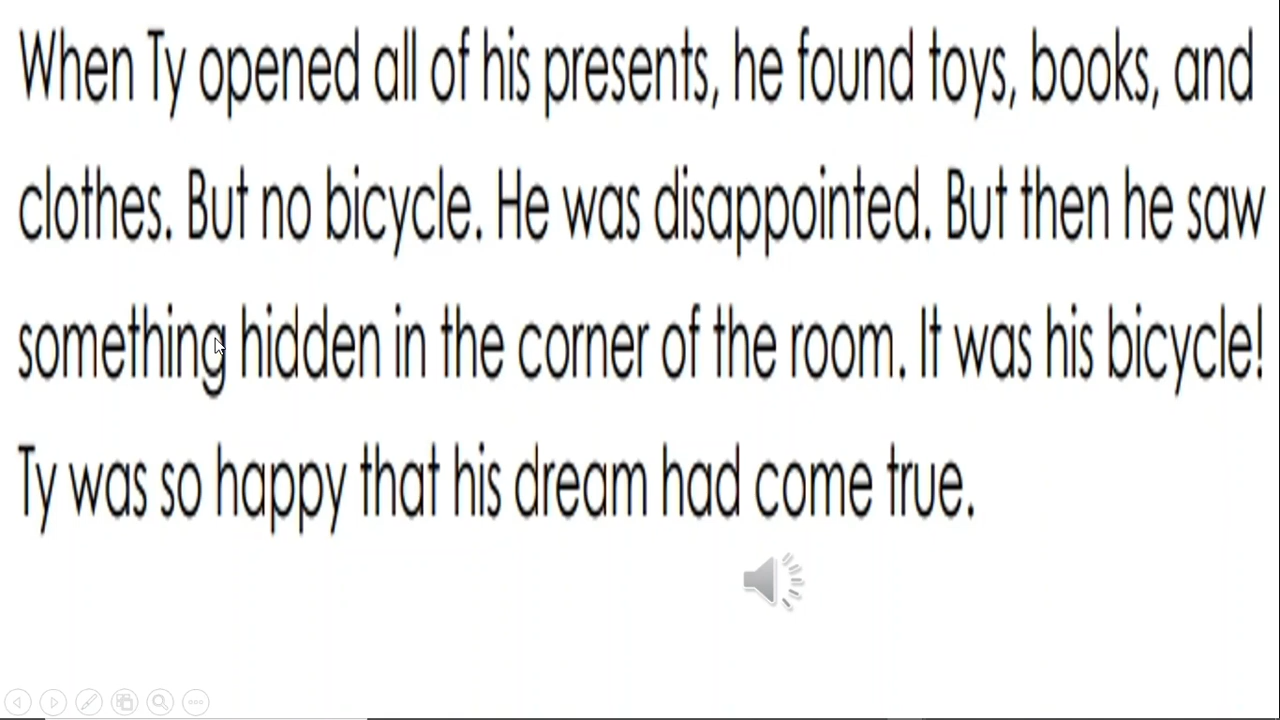 When Ty opened all of his presents, he found toys, books, and
clothes. But no bicycle. He was disappointed. But then he saw
something hidden in the corner of the room. It was his bicycle!
Ty was so happy that his dream had come true.